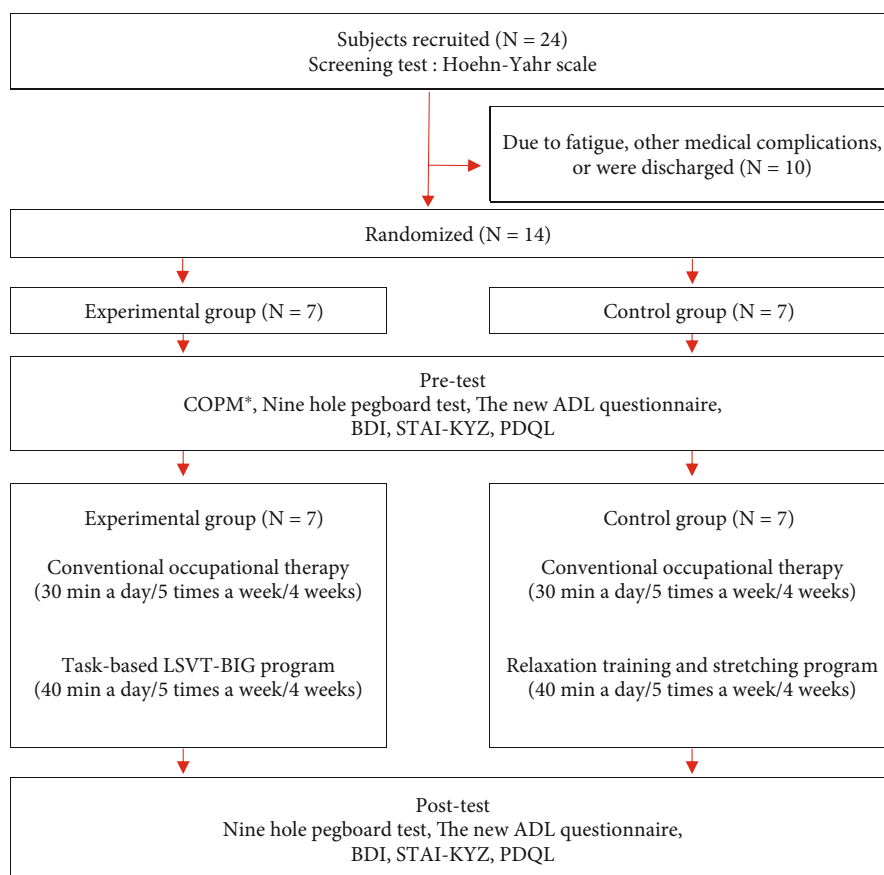 Subjects recruited (N = 24)
Screening test : Hoehn-Yahr scale
Due to fatigue, other medical complications,
or were discharged (N = 10)
Randomized (N = 14)
Experimental group (N = 7)
Control group (N = 7)
Pre-test
COPM*, Nine hole pegboard test, The new ADL questionnaire,
BDI, STAI-KYZ, PDQL
Experimental group (N = 7)
Conventional occupational therapy
(30 min a day/5 times a week/4 weeks)
Task-based LSVT-BIG program
(40 min a day/5 times a week/4 weeks)
Control group (N = 7)
Conventional occupational therapy
(30 min a day/5 times a week/4 weeks)
Relaxation training and stretching program
(40 min a day/5 times a week/4 weeks)
Post-test
Nine hole pegboard test, The new ADL questionnaire,
BDI, STAI-KYZ, PDQL